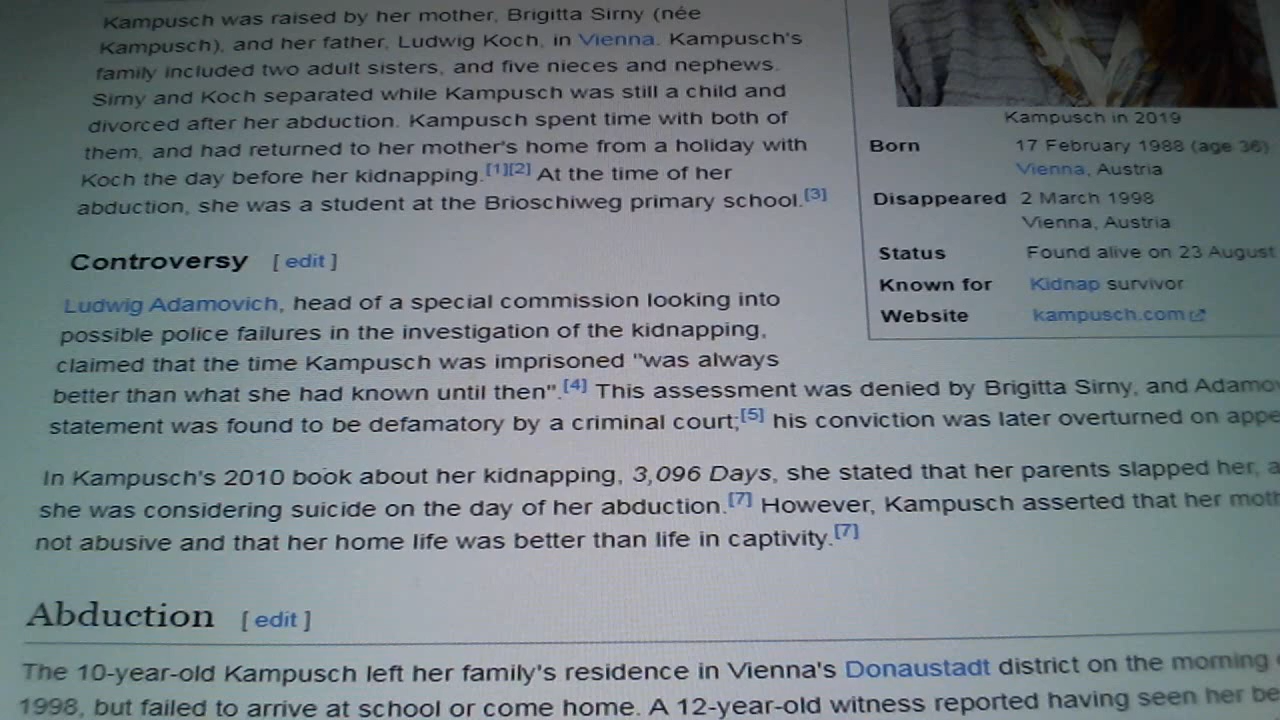 Kampusch was raised by her mother, Brigitta Sirny (née
Kampusch), and her father, Ludwig Koch, in Vienna. Kampusch's
family included two adult sisters, and five nieces and nephews.
Sirny and Koch separated while Kampusch was still a child and
divorced after her abduction. Kampusch spent time with both of
them, and had returned to her mother's home from a holiday with
Koch the day before her kidnapping.[1][2] At the time of her
abduction, she was a student at the Brioschiweg primary school.[3]
Kampusch in 2019
Born 17 February 1988 (age 36)
Vienna, Austria
Disappeared 2 March 1998
Vienna, Austria
Status Found alive on 23 August
Known for Kidnap survivor
Website kampusch.com
Controversy [ edit ]
Ludwig Adamovich, head of a special commission looking into
possible police failures in the investigation of the kidnapping,
claimed that the time Kampusch was imprisoned "was always
better than what she had known until then".[4] This assessment was denied by Brigitta Sirny, and
statement was found to be defamatory by a criminal court;[5] his conviction was later overturned on
In Kampusch's 2010 book about her kidnapping, 3,096 Days, she stated that her parents slapped her,
she was considering suicide on the day of her abduction.[7] However, Kampusch asserted that her
not abusive and that her home life was better than life in captivity.[7]
Abduction [ edit ]
The 10-year-old Kampusch left her family's residence in Vienna's Donaustadt district on the morning
1998, but failed to arrive at school or come home. A 12-year-old witness reported having seen her